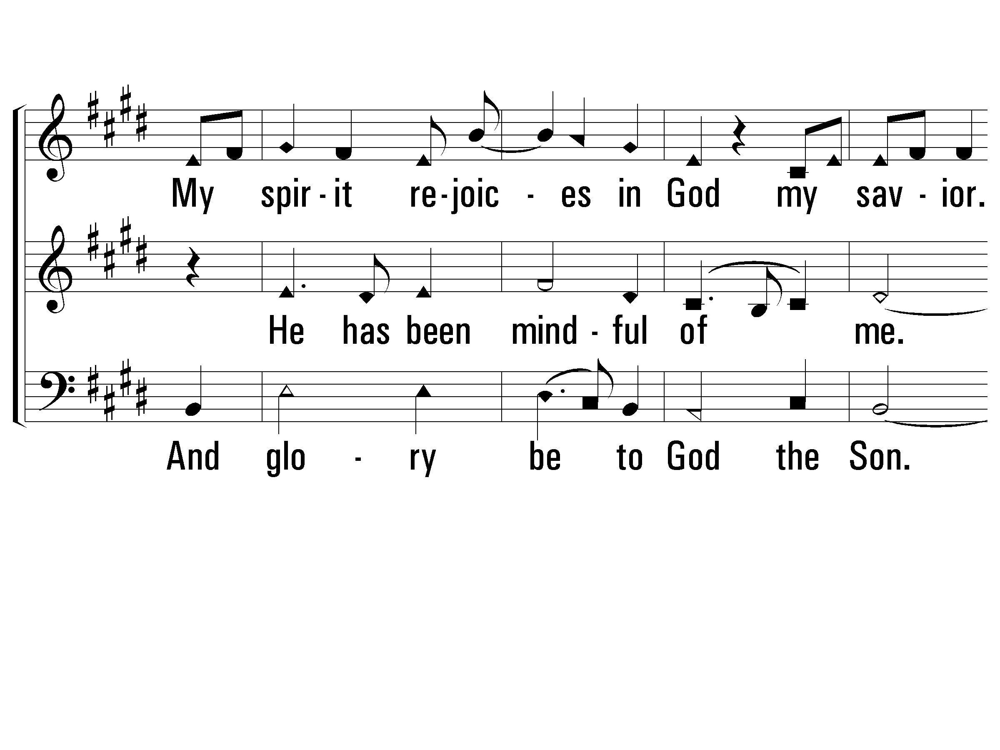 My spir - it re - joic - es in God my sav - ior.
He has been mind - ful of me.
And glo - ry be to God the Son.